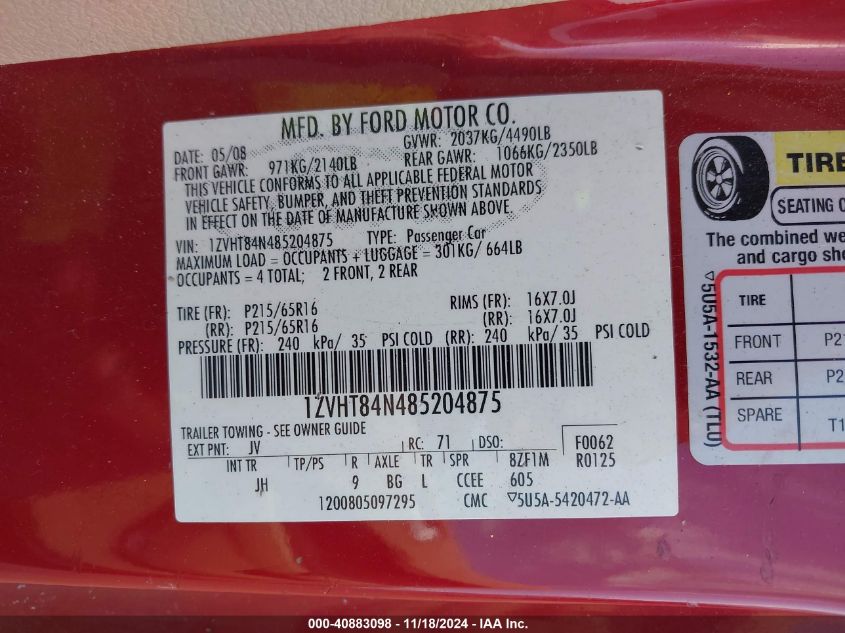 MFD. BY FORD MOTOR CO.
DATE: 05/08 GVWR: 2037KG/4490LB
FRONT GAWR: 971KG/2140LB REAR GAWR: 1066KG/2350LB
THIS VEHICLE CONFORMS TO ALL APPLICABLE FEDERAL MOTOR
VEHICLE SAFETY, BUMPER, AND THEFT PREVENTION STANDARDS
IN EFFECT ON THE DATE OF MANUFACTURE SHOWN ABOVE.
VIN: 1ZVHT84N485204875 TYPE: Passenger Car
MAXIMUM LOAD = OCCUPANTS + LUGGAGE = 301KG/ 664LB
OCCUPANTS = 4 TOTAL; 2 FRONT, 2 REAR
TIRE (FR): P215/65R16 RIMS (FR): 16X7.0J
(RR): P215/65R16 (RR): 16X7.0J
PRESSURE (FR): 240 kPa/ 35 PSI COLD (RR): 240 kPa/ 35 PSI COLD
1ZVHT84N485204875
TRAILER TOWING - SEE OWNER GUIDE
EXT PNT: JV RC: 71 DSO: F0062
INT TR TP/PS R AXLE TR SPR 8ZF1M R0125
JH 9 BG L CCEE 605
1200805097295 CMC ▽5U5A-5420472-AA
TIRE
SEATING
The combined
and cargo
▽5U5A-1532-AA (TLU)
TIRE
FRONT
REAR
SPARE
000-40883098 - 11/18/2024 - IAA Inc.